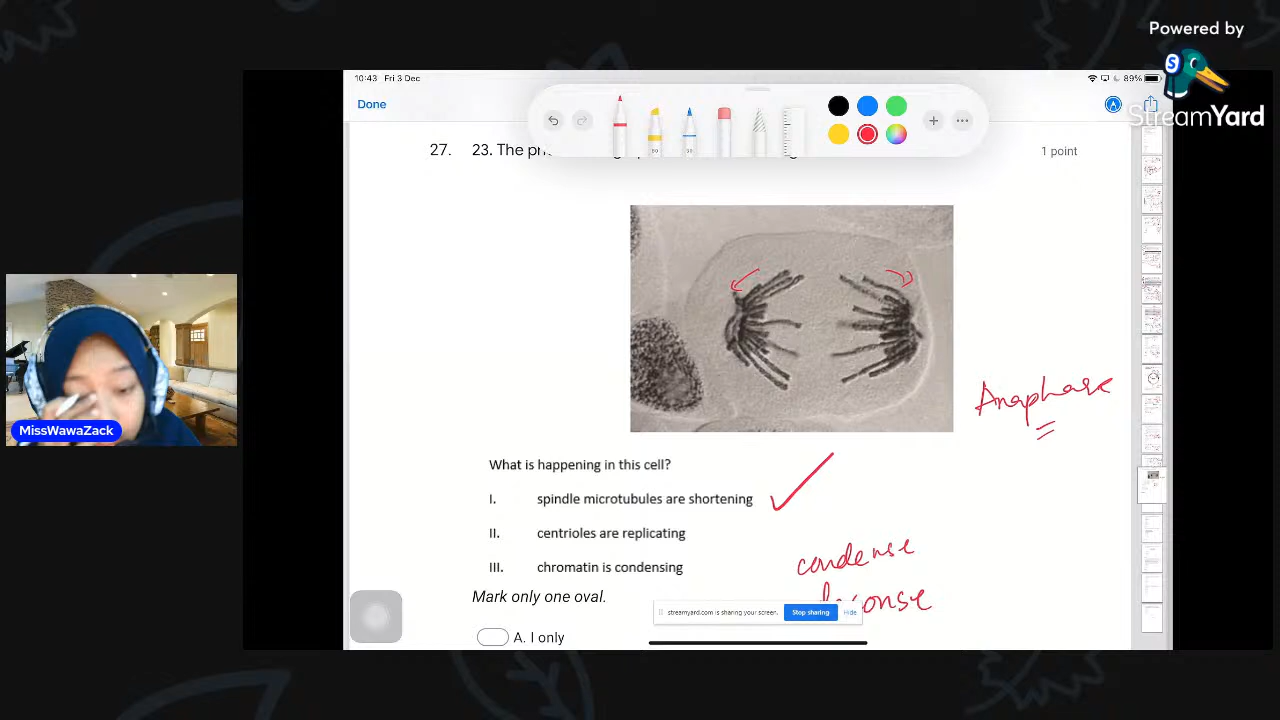 Powered by
StreamYard
10:43 Fri 3 Dec
89%
Done
27. 23. The 1 point
Anaphase
What is happening in this cell?
I. spindle microtubules are shortening
II. centrioles are replicating
III. chromatin is condensing
condense
Mark only one oval.
streamyard.com is sharing your screen. Stop sharing Hide
A. I only
MissWawaZack